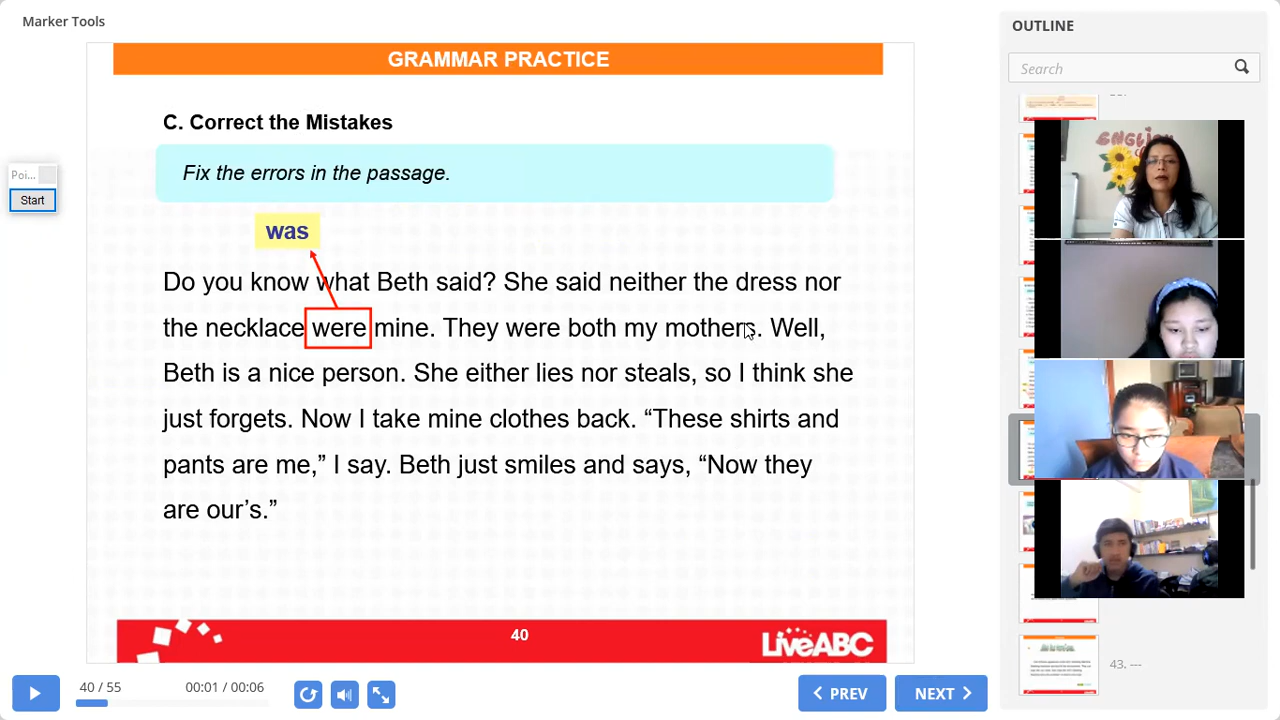 Marker Tools
OUTLINE
Search
GRAMMAR PRACTICE
C. Correct the Mistakes
Fix the errors in the passage.
Poi...
Start
was
Do you know what Beth said? She said neither the dress nor
the necklace were mine. They were both my mothers. Well,
Beth is a nice person. She either lies nor steals, so I think she
just forgets. Now I take mine clothes back. “These shirts and
pants are me,” I say. Beth just smiles and says, “Now they
are our’s.”
40
LiveABC
ENGLISH
43. ---
40 / 55
00:01 / 00:06
PREV
NEXT